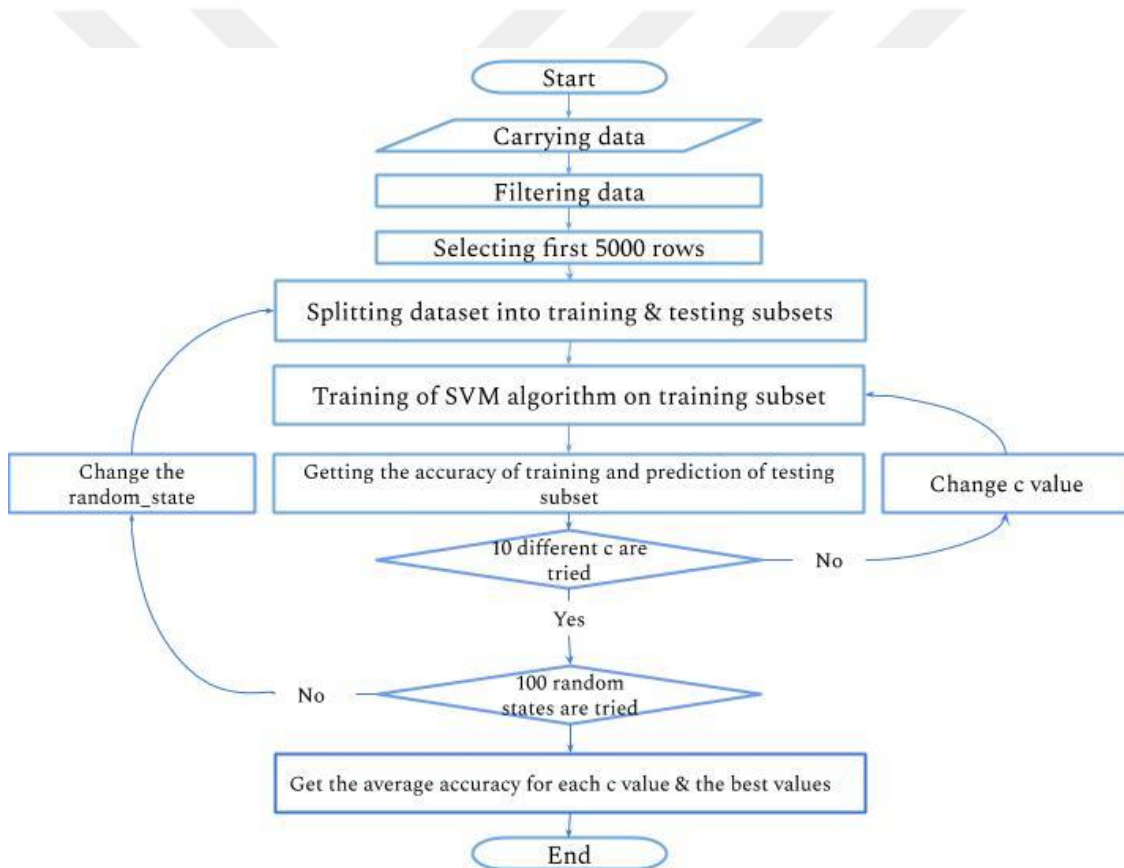 Start
Carrying data
Filtering data
Selecting first 5000 rows
Splitting dataset into training & testing subsets
Training of SVM algorithm on training subset
Change the
random_state
Getting the accuracy of training and prediction of testing
subset
Change c value
10 different c are
tried
No
Yes
No
100 random
states are tried
Get the average accuracy for each c value & the best values
End